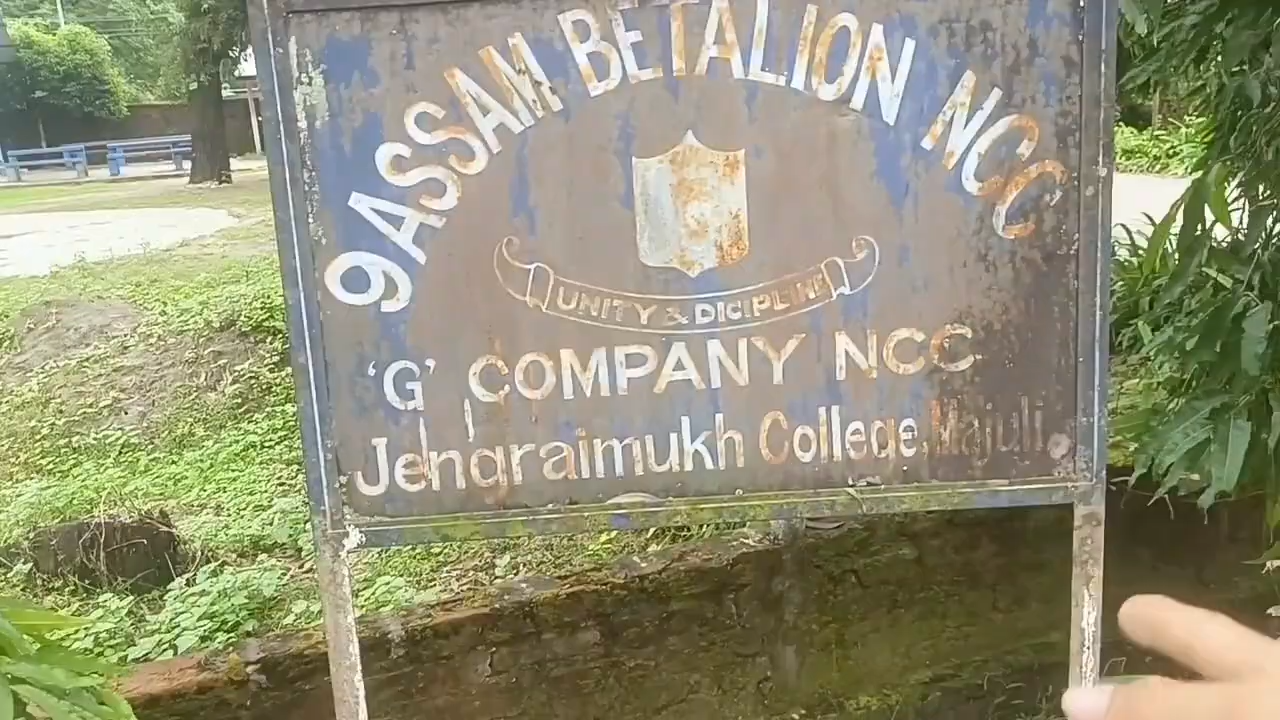 9 ASSAM BETALION NCC
UNITY & DICIPLINE
'G' COMPANY NCC
Jengraimukh College, Majuli